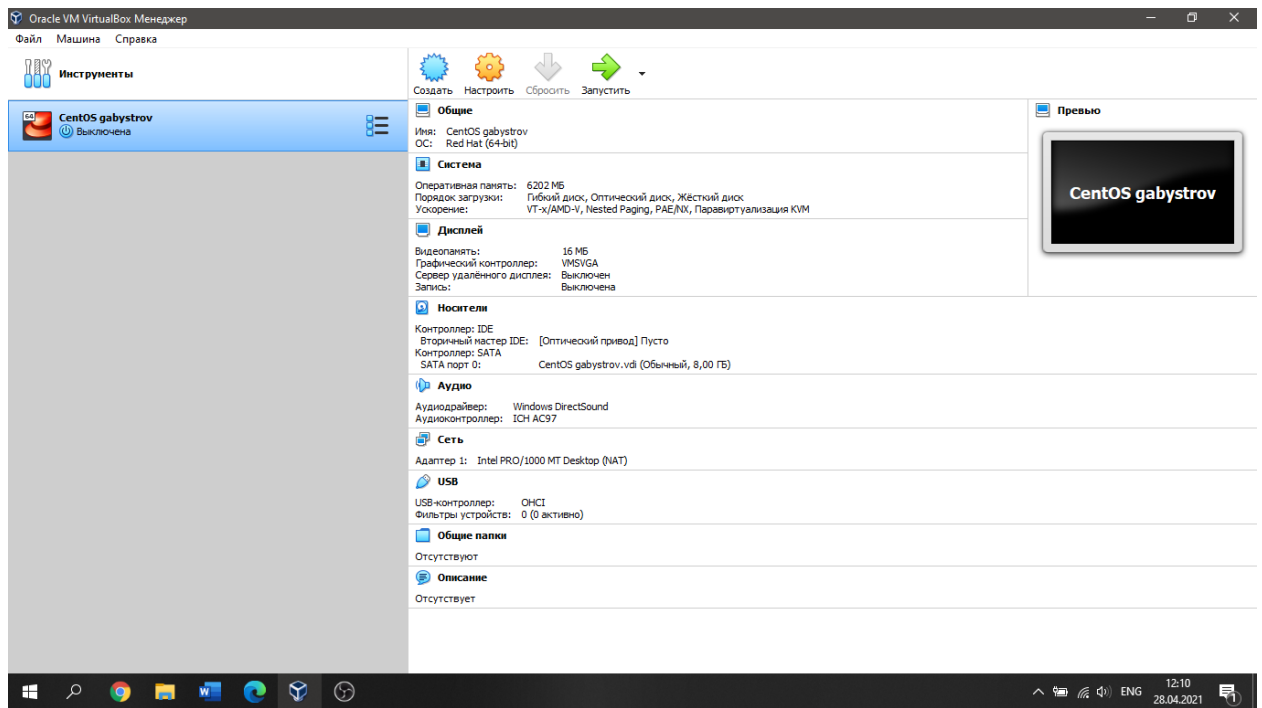 Oracle VM VirtualBox Менеджер
Файл Машина Справка
Инструменты
Создать Настроить Сбросить Запустить
64
CentOS gabystrov
Выключена
Общие
Имя: CentOS gabystrov
ОС: Red Hat (64-bit)
Система
Оперативная память: 6202 МБ
Порядок загрузки: Гибкий диск, Оптический диск, Жёсткий диск
Ускорение: VT-x/AMD-V, Nested Paging, PAE/NX, Паравиртуализация KVM
Дисплей
Видеопамять: 16 МБ
Графический контроллер: VMSVGA
Сервер удалённого дисплея: Выключен
Запись: Выключена
Превью
CentOS gabystrov
Носители
Контроллер: IDE
Вторичный мастер IDE: [Оптический привод] Пусто
Контроллер: SATA
SATA порт 0: CentOS gabystrov.vdi (Обычный, 8,00 ГБ)
Аудио
Аудиодрайвер: Windows DirectSound
Аудиоконтроллер: ICH AC97
Сеть
Адаптер 1: Intel PRO/1000 MT Desktop (NAT)
USB
USB-контроллер: OHCI
Фильтры устройств: 0 (0 активно)
Общие папки
Отсутствуют
Описание
Отсутствует
W
ENG
12:10
28.04.2021
1